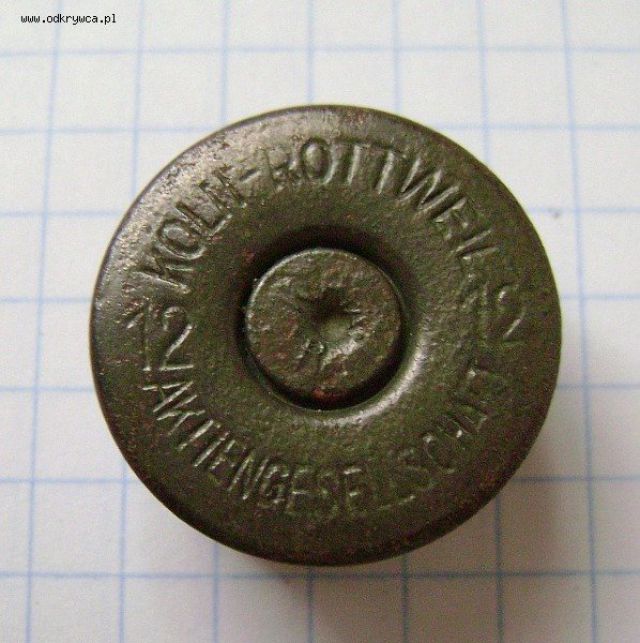 www.odkrywca.pl
KOLN-ROTTWEIL
12 12
AKTIENGESELLSCHAFT